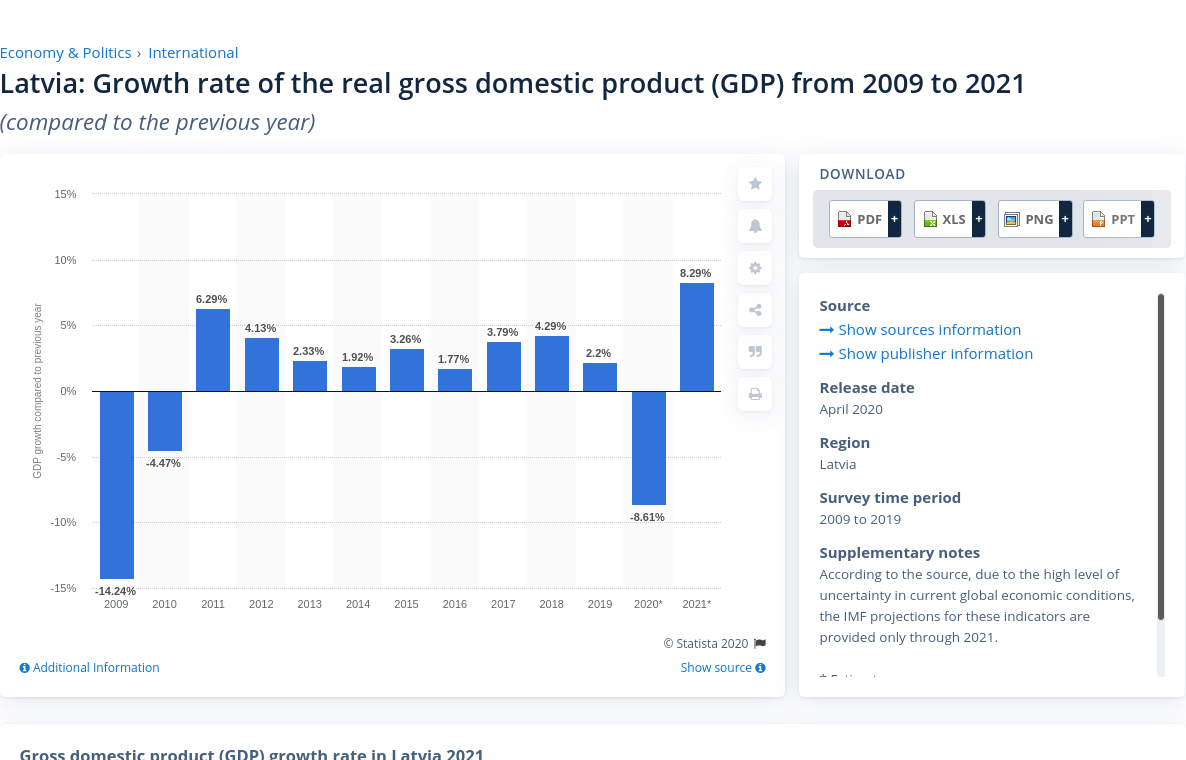 Economy & Politics › International
Latvia: Growth rate of the real gross domestic product (GDP) from 2009 to 2021
(compared to the previous year)
15%
10%
5%
0%
-5%
-10%
-15%
GDP growth compared to previous year
-14.24%
-4.47%
6.29%
4.13%
2.33%
1.92%
3.26%
1.77%
3.79%
4.29%
2.2%
-8.61%
8.29%
2009 2010 2011 2012 2013 2014 2015 2016 2017 2018 2019 2020* 2021*
© Statista 2020
Additional Information
Show source
DOWNLOAD
PDF + XLS + PNG + PPT +
Source
Show sources information
Show publisher information
Release date
April 2020
Region
Latvia
Survey time period
2009 to 2019
Supplementary notes
According to the source, due to the high level of
uncertainty in current global economic conditions,
the IMF projections for these indicators are
provided only through 2021.
Gross domestic product (GDP) growth rate in Latvia 2021